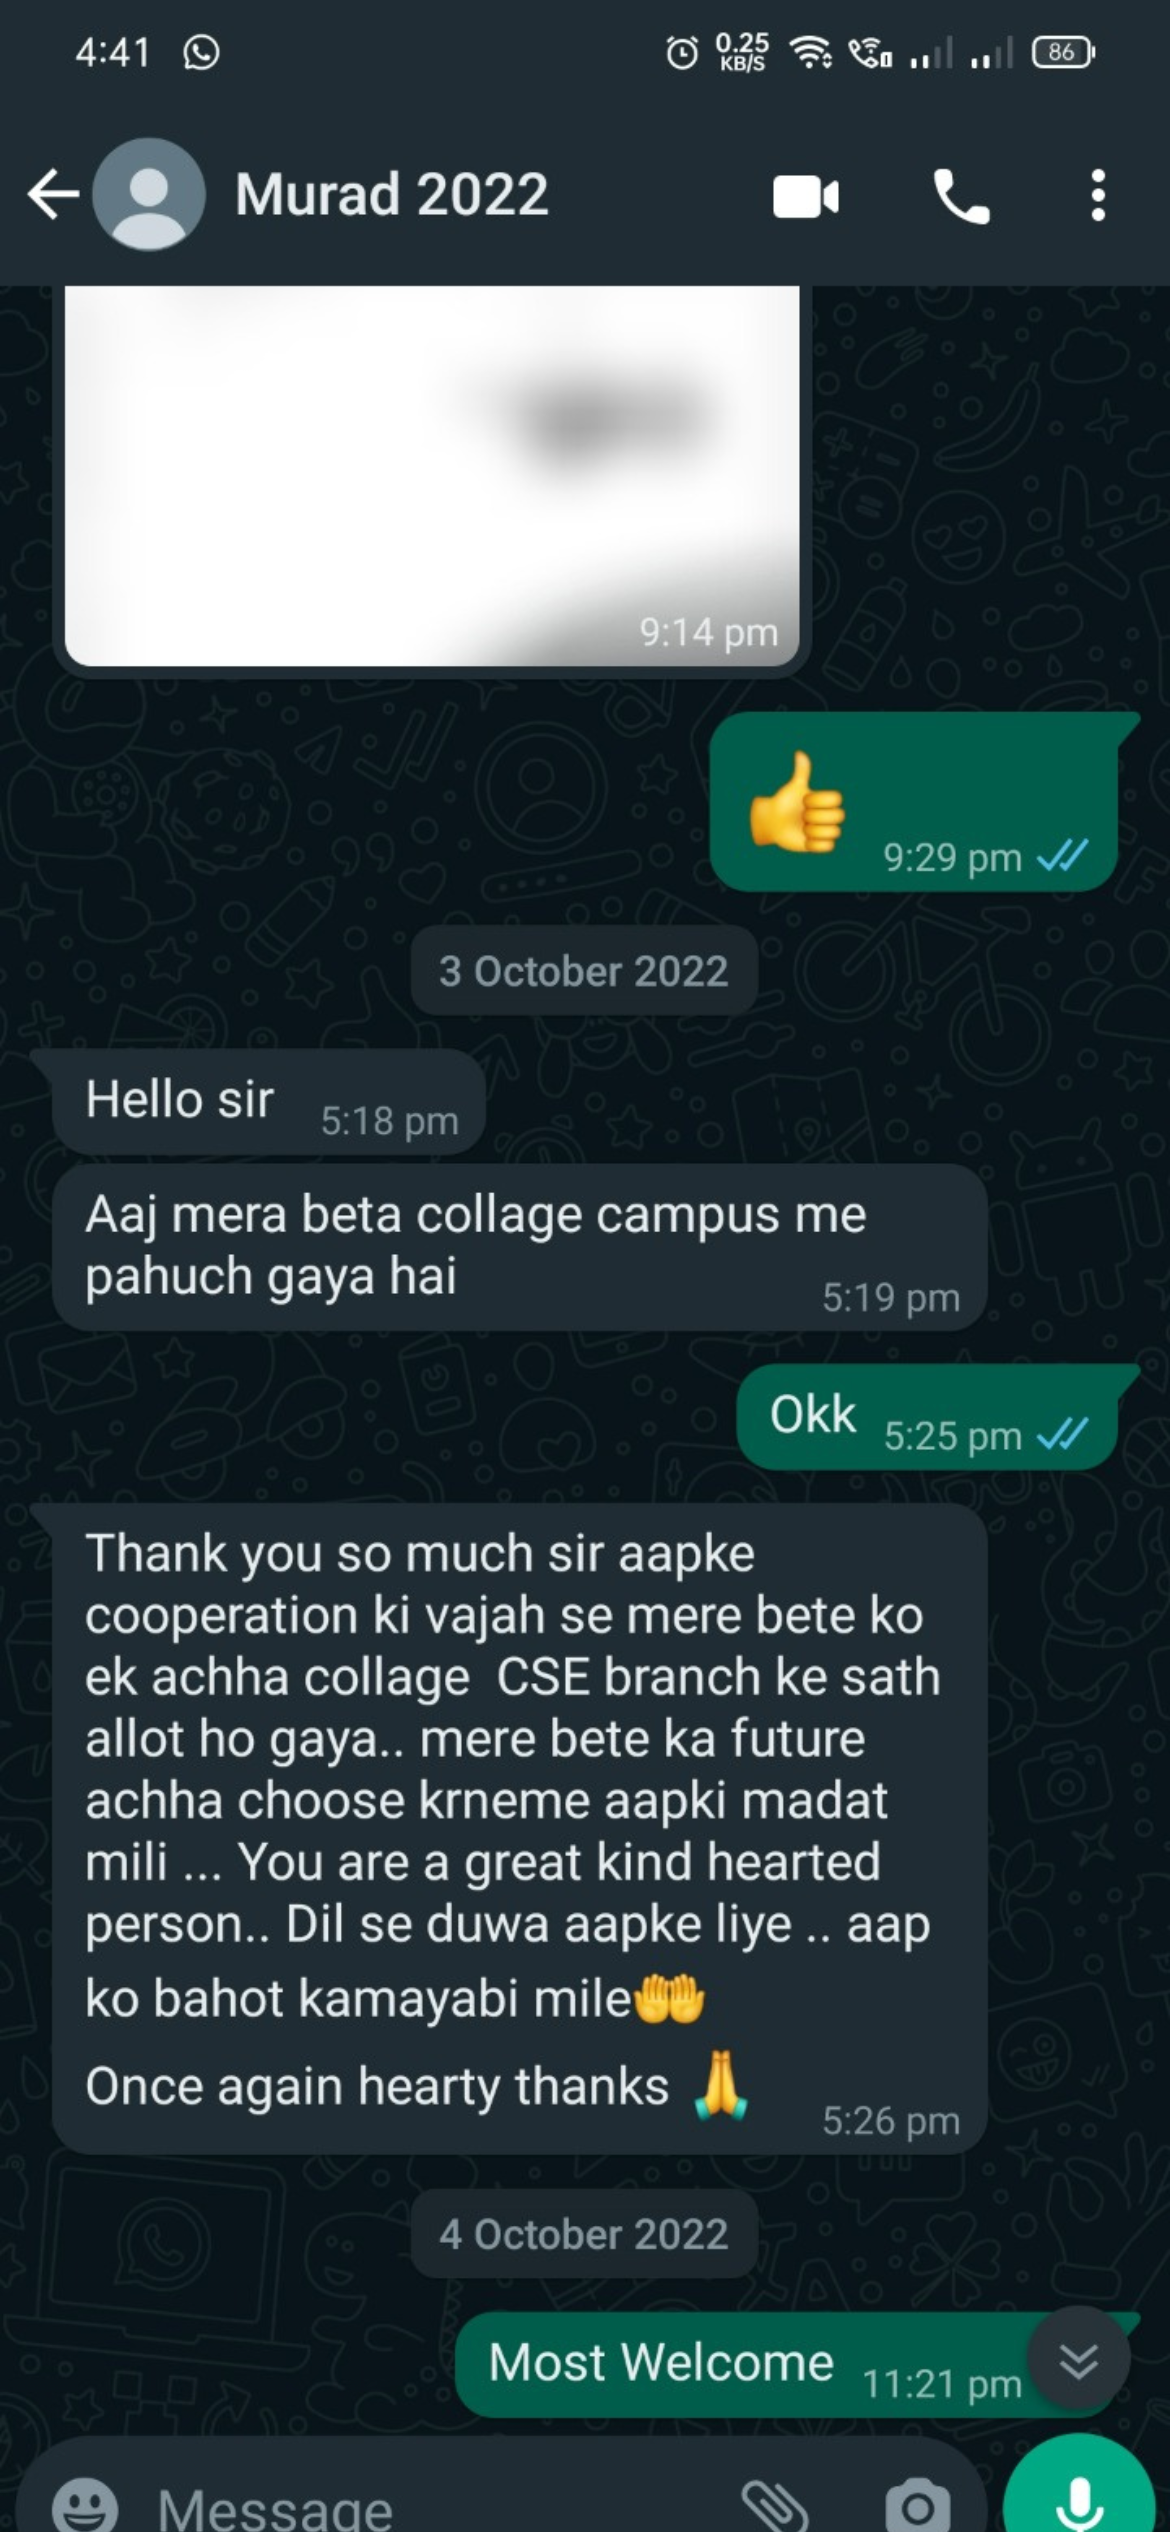 4:41
0.25
KB/S
86
Murad 2022
9:14 pm
👍 9:29 pm
3 October 2022
Hello sir 5:18 pm
Aaj mera beta collage campus me
pahuch gaya hai 5:19 pm
Okk 5:25 pm
Thank you so much sir aapke
cooperation ki vajah se mere bete ko
ek achha collage  CSE branch ke sath
allot ho gaya.. mere bete ka future
achha choose krneme aapki madat
mili ... You are a great kind hearted
person.. Dil se duwa aapke liye .. aap
ko bahot kamayabi mile🤲
Once again hearty thanks 🙏 5:26 pm
4 October 2022
Most Welcome 11:21 pm
Message